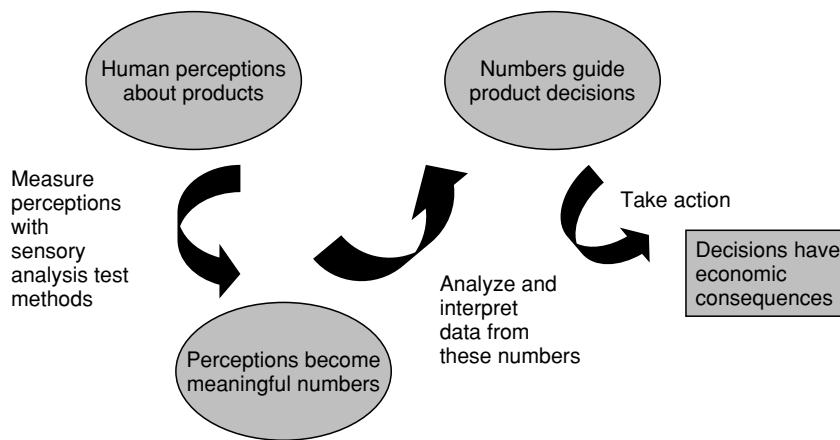 Human perceptions
about products
Measure
perceptions
with
sensory
analysis test
methods
Perceptions become
meaningful numbers
Analyze and
interpret
data from
these numbers
Numbers guide
product decisions
Take action
Decisions have
economic
consequences